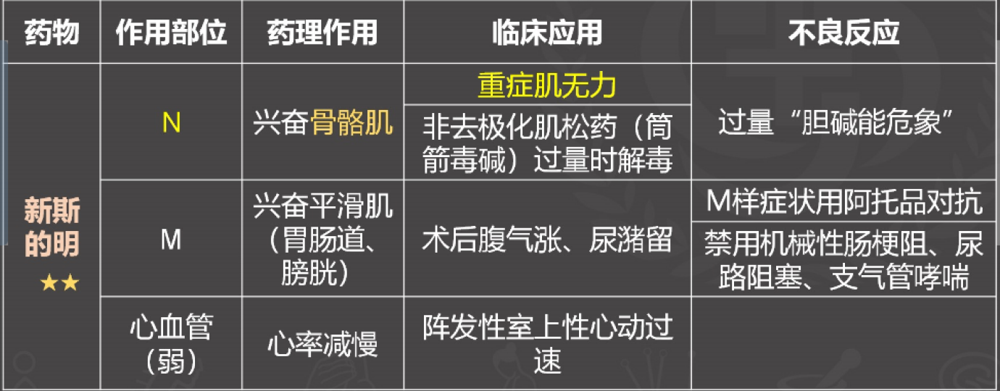 药物 作用部位 药理作用 临床应用 不良反应
新斯
的明
★★
N
兴奋骨骼肌
重症肌无力
非去极化肌松药（筒
箭毒碱）过量时解毒
过量“胆碱能危象”
M
兴奋平滑肌
（胃肠道、
膀胱）
术后腹气涨、尿潴留
M样症状用阿托品对抗
禁用机械性肠梗阻、尿
路阻塞、支气管哮喘
心血管
（弱）
心率减慢
阵发性室上性心动过
速